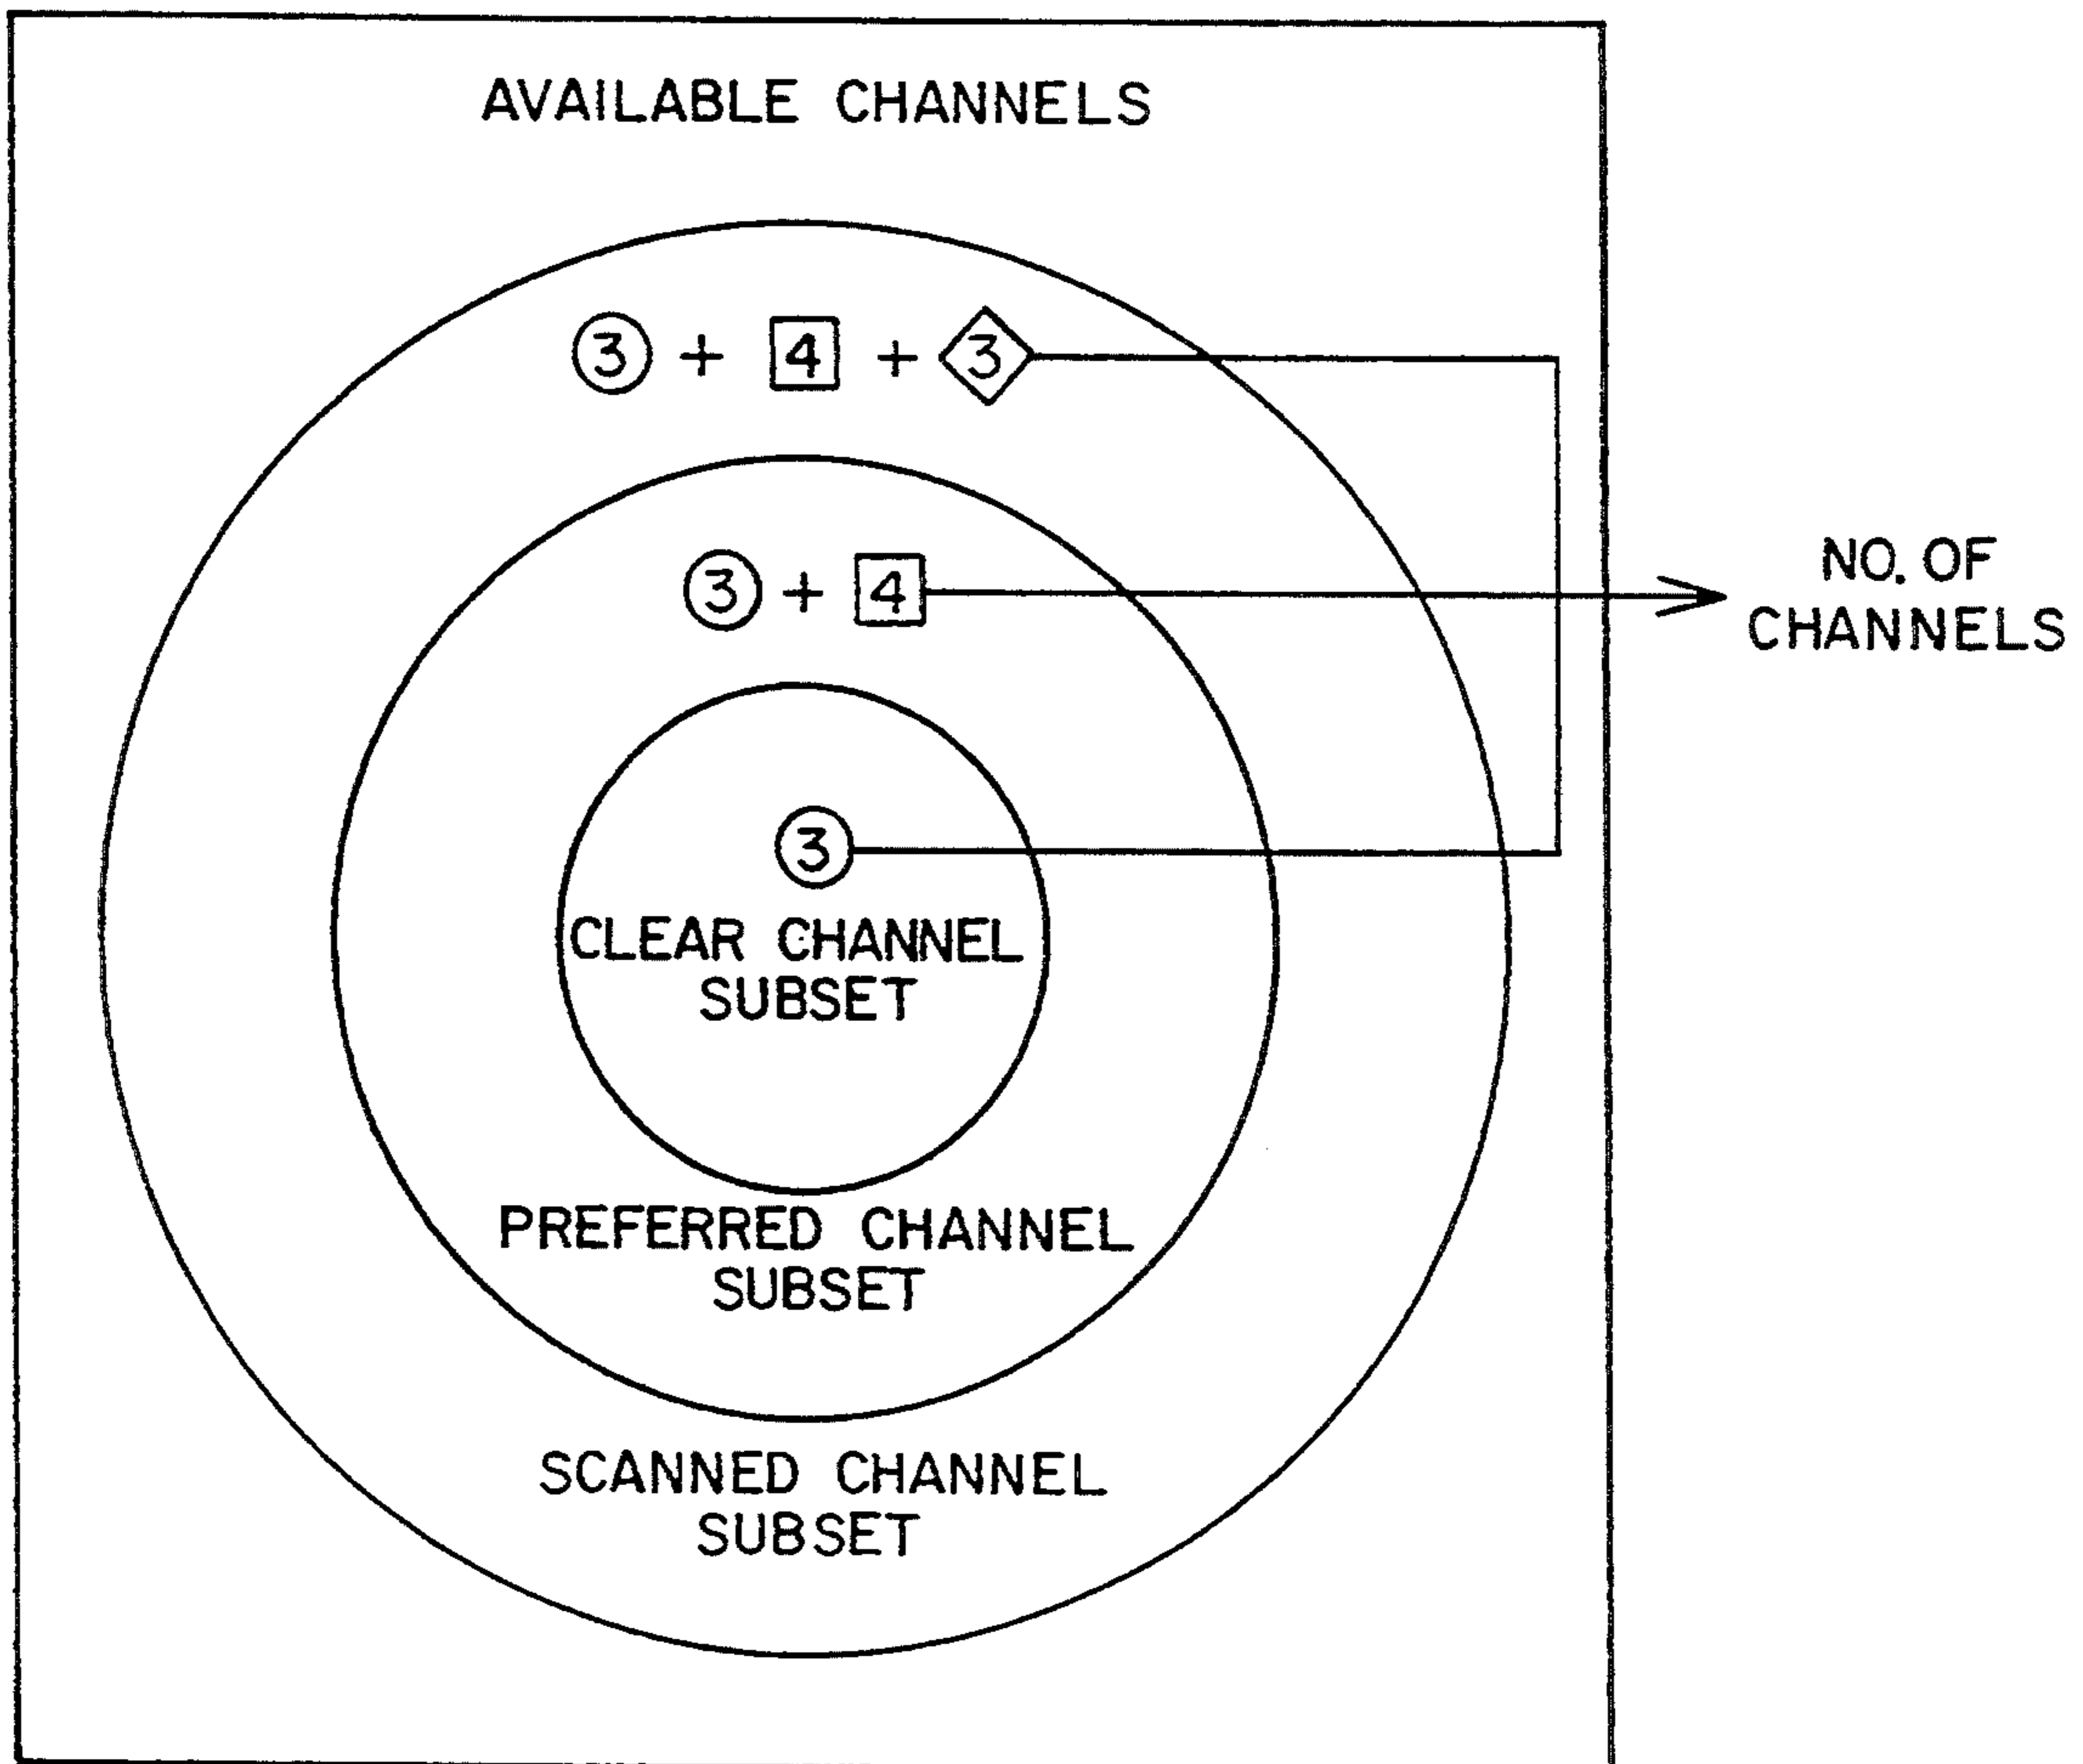 AVAILABLE CHANNELS
3 + 4 + 3
3 + 4
NO. OF
CHANNELS
3
CLEAR CHANNEL
SUBSET
PREFERRED CHANNEL
SUBSET
SCANNED CHANNEL
SUBSET